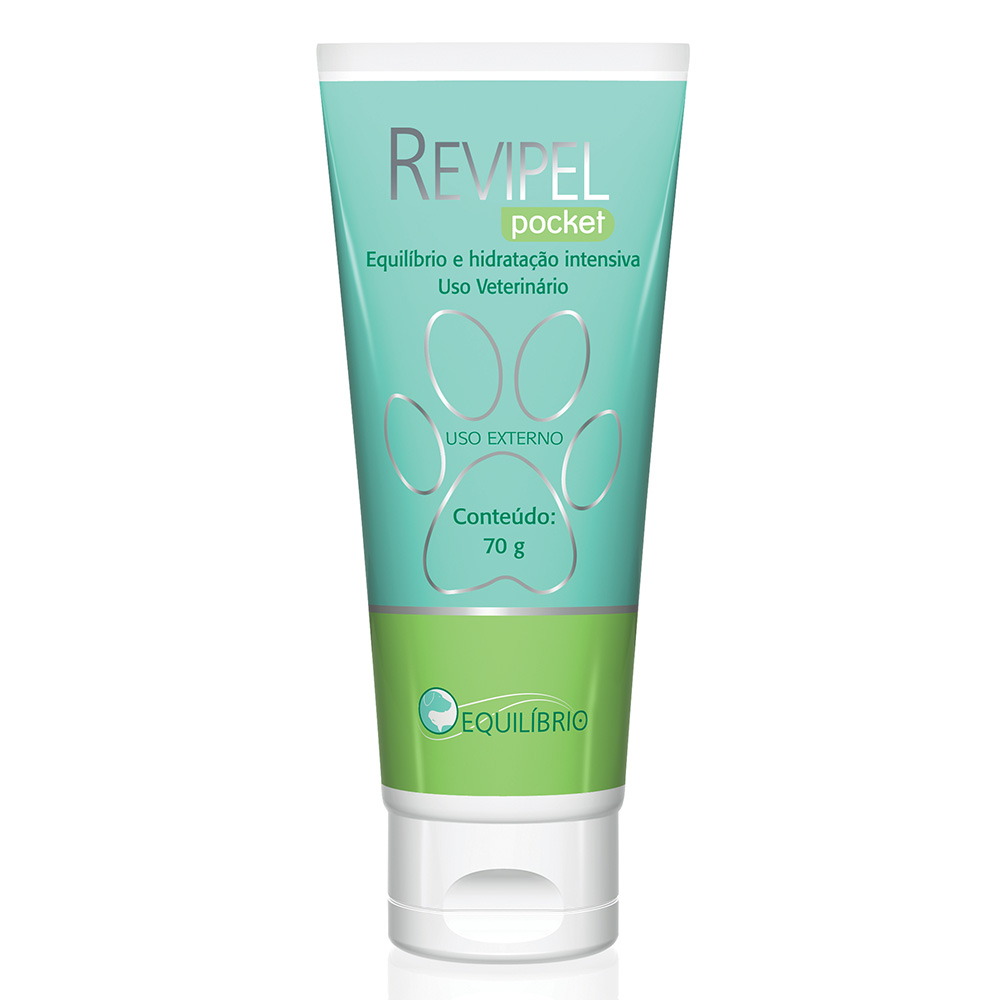 REVIPEL
pocket
Equilíbrio e hidratação intensiva
Uso Veterinário
USO EXTERNO
Conteúdo:
70 g
EQUILÍBRIO